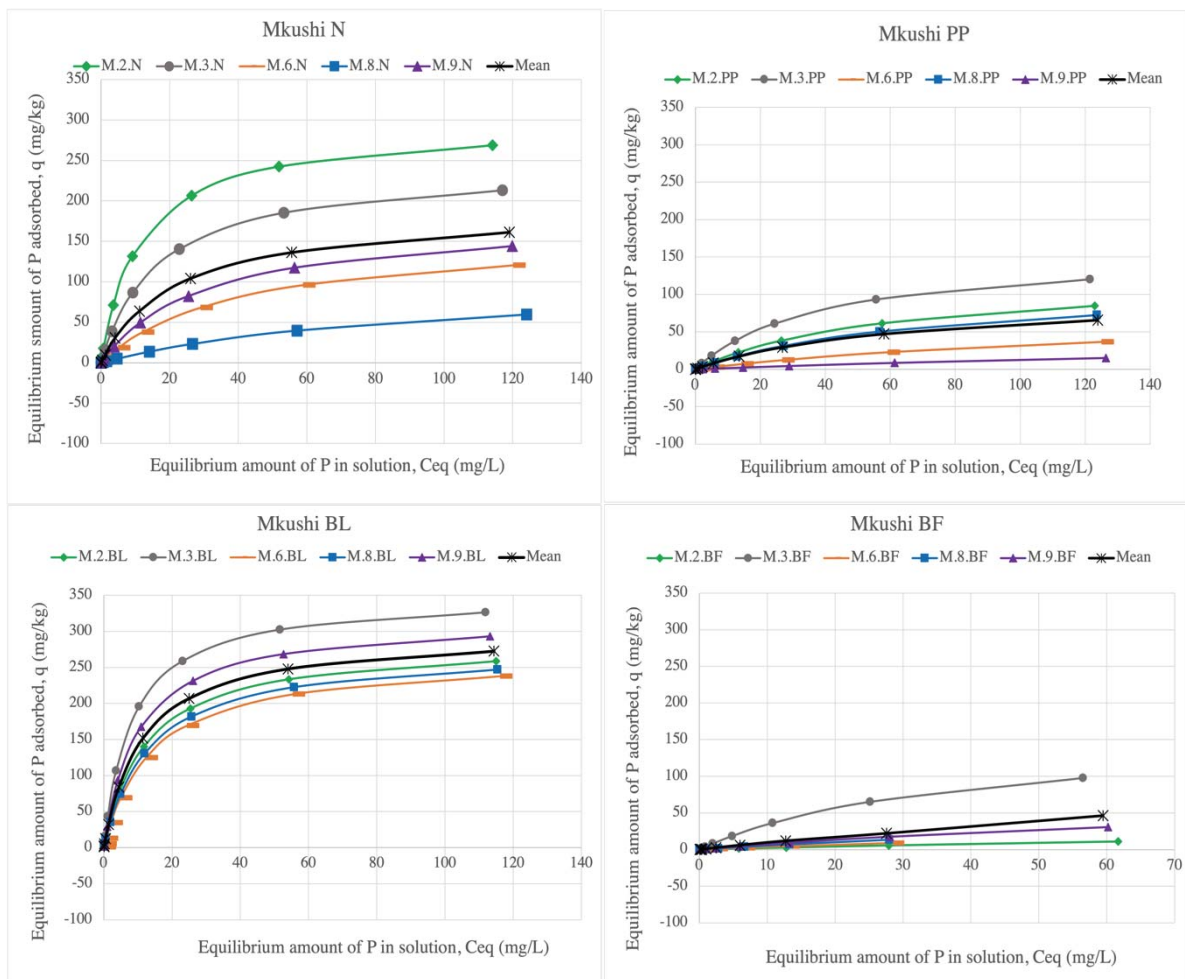 Mkushi N
M.2.N M.3.N M.6.N M.8.N M.9.N Mean
Equilibrium smount of P adsorbed, q (mg/kg)
350
300
250
200
150
100
50
0
-50
-100
0 20 40 60 80 100 120 140
Equilibrium amount of P in solution, Ceq (mg/L)
Mkushi PP
M.2.PP M.3.PP M.6.PP M.8.PP M.9.PP Mean
Equilibrium amount of P adsorbed, q (mg/kg)
350
300
250
200
150
100
50
0
-50
-100
0 20 40 60 80 100 120 140
Equilibrium amount of P in solution, Ceq (mg/L)
Mkushi BL
M.2.BL M.3.BL M.6.BL M.8.BL M.9.BL Mean
Equilibrium amount of P adsorbed, q (mg/kg)
350
300
250
200
150
100
50
0
-50
-100
0 20 40 60 80 100 120 140
Equilibrium amount of P in solution, Ceq (mg/L)
Mkushi BF
M.2.BF M.3.BF M.6.BF M.8.BF M.9.BF Mean
Equilibrium amount of P adsorbed, q (mg/kg)
350
300
250
200
150
100
50
0
-50
-100
0 10 20 30 40 50 60 70
Equilibrium amount of P in solution, Ceq (mg/L)